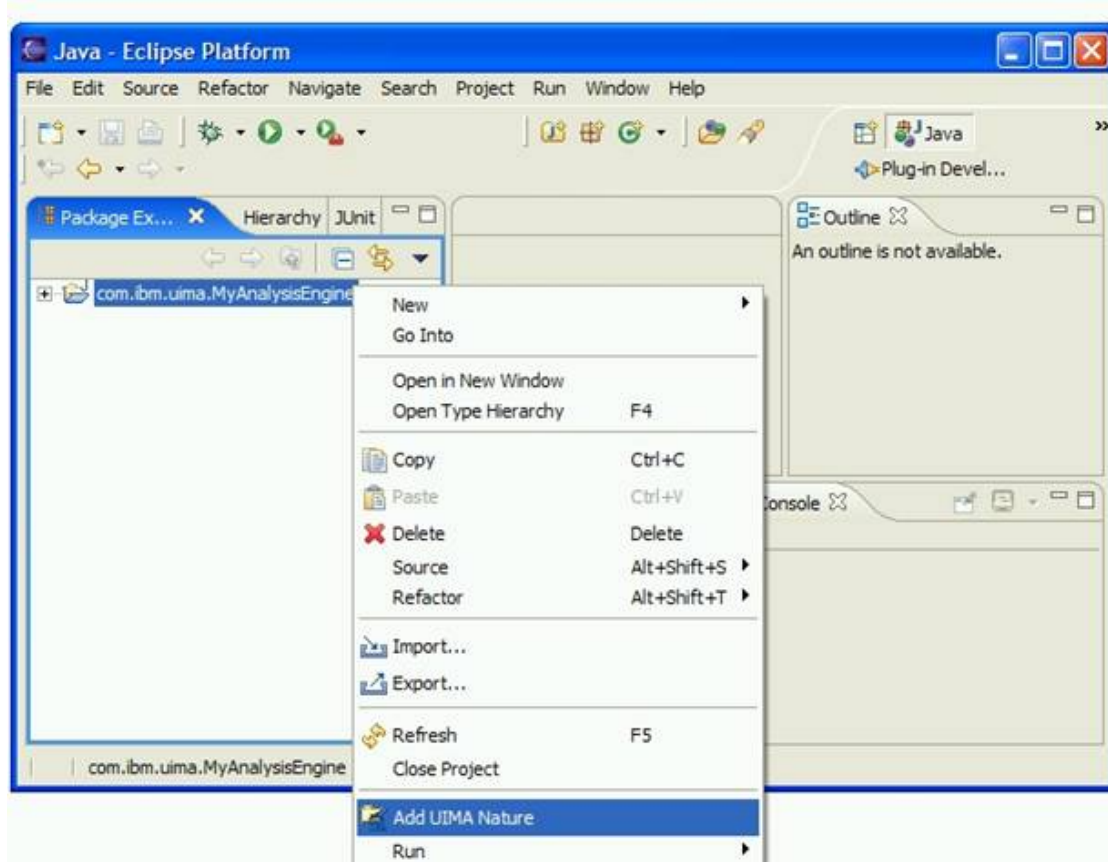 Java - Eclipse Platform
File Edit Source Refactor Navigate Search Project Run Window Help
Java
Plug-in Devel...
Package Ex... Hierarchy JUnit
Outline
An outline is not available.
com.ibm.uima.MyAnalysisEngine
New
Go Into
Open in New Window
Open Type Hierarchy F4
Copy Ctrl+C
Paste Ctrl+V
onsole
Delete Delete
Source Alt+Shift+S
Refactor Alt+Shift+T
Import...
Export...
Refresh F5
com.ibm.uima.MyAnalysisEngine
Close Project
Add UIMA Nature
Run